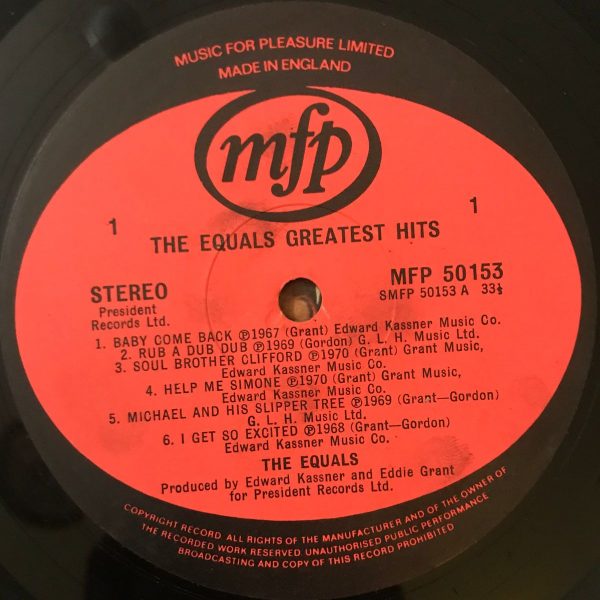 MUSIC FOR PLEASURE LIMITED
MADE IN ENGLAND
mfp
1
1
THE EQUALS GREATEST HITS
STEREO
MFP 50153
President
Records Ltd.
SMFP 50153 A 33⅓
1. BABY COME BACK ℗1967 (Grant) Edward Kassner Music Co.
2. RUB A DUB DUB ℗1969 (Gordon) G. L. H. Music Ltd.
3. SOUL BROTHER CLIFFORD ℗1970 (Grant) Grant Music,
Edward Kassner Music Co.
4. HELP ME SIMONE ℗1970 (Grant) Grant Music,
Edward Kassner Music Co.
5. MICHAEL AND HIS SLIPPER TREE ℗1969 (Grant—Gordon)
G. L. H. Music Ltd.
6. I GET SO EXCITED ℗1968 (Grant—Gordon)
Edward Kassner Music Co.
THE EQUALS
Produced by Edward Kassner and Eddie Grant
for President Records Ltd.
COPYRIGHT RECORD ALL RIGHTS OF THE MANUFACTURER AND OF THE OWNER OF
THE RECORDED WORK RESERVED UNAUTHORISED PUBLIC PERFORMANCE
BROADCASTING AND COPY OF THIS RECORD PROHIBITED